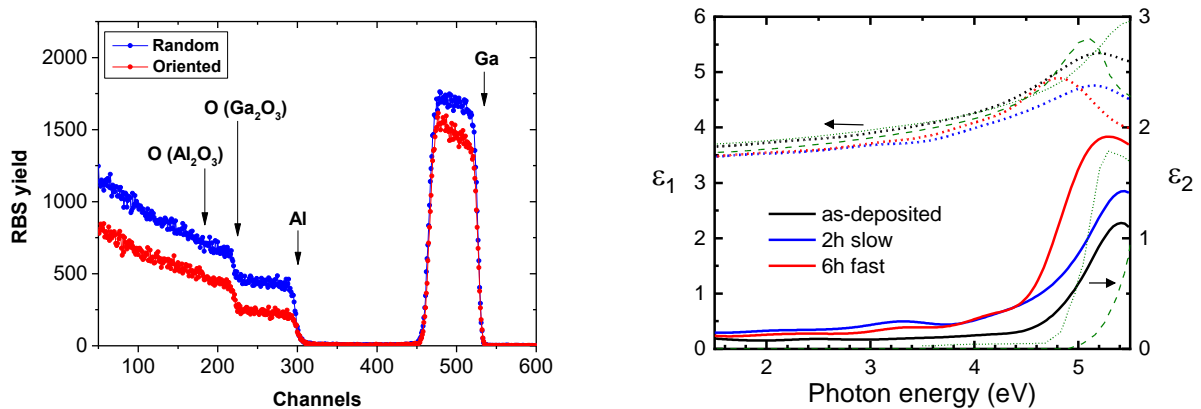 2000
1500
1000
500
0
RBS yield
Random
Oriented
Ga
O (Ga₂O₃)
O (Al₂O₃)
Al
100 200 300 400 500 600
Channels
6
5
4
3
2
1
0
ε₁
3
2
1
0
ε₂
as-deposited
2h slow
6h fast
2 3 4 5
Photon energy (eV)